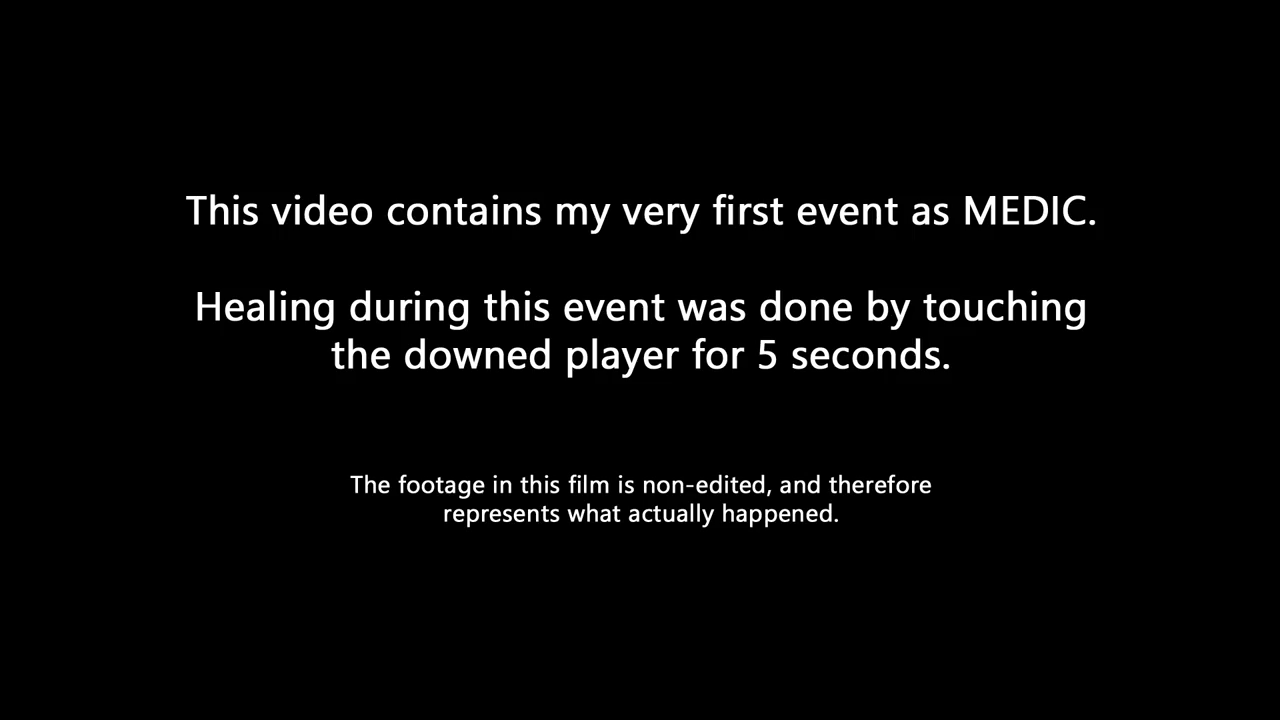 This video contains my very first event as MEDIC.
Healing during this event was done by touching
the downed player for 5 seconds.
The footage in this film is non-edited, and therefore
represents what actually happened.